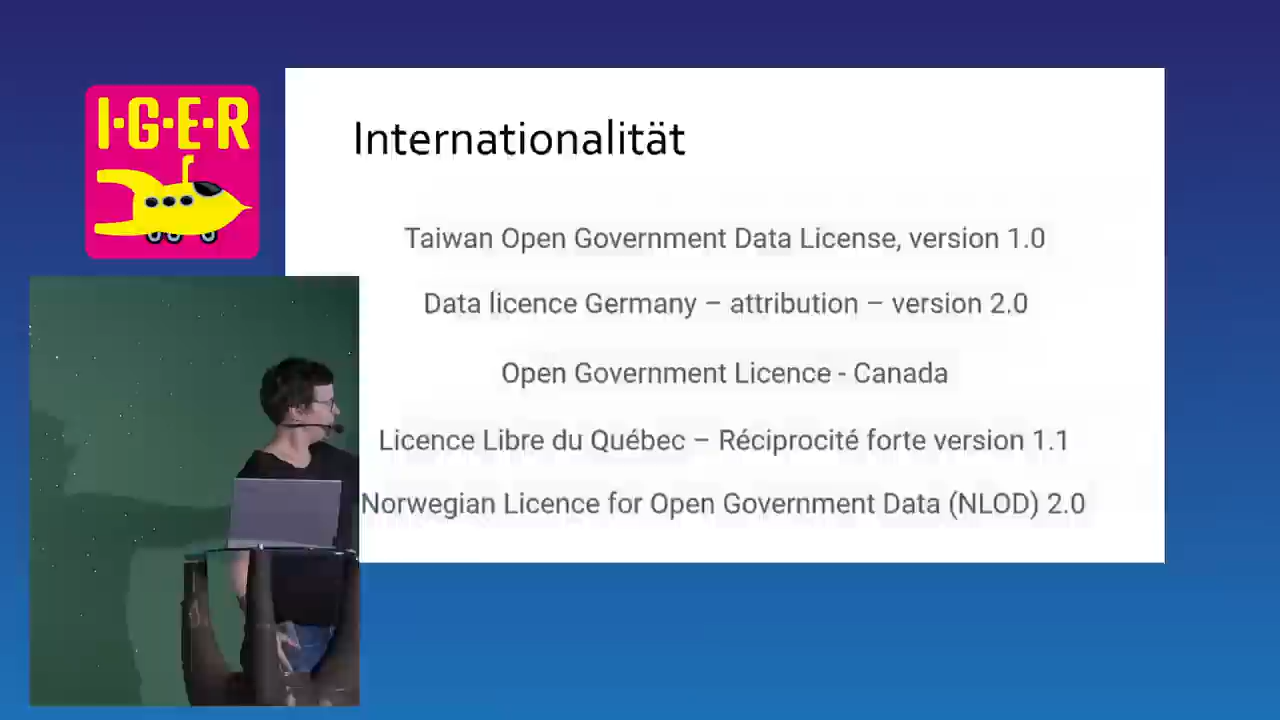 I·G·E·R
Internationalität
Taiwan Open Government Data License, version 1.0
Data licence Germany – attribution – version 2.0
Open Government Licence - Canada
Licence Libre du Québec – Réciprocité forte version 1.1
Norwegian Licence for Open Government Data (NLOD) 2.0